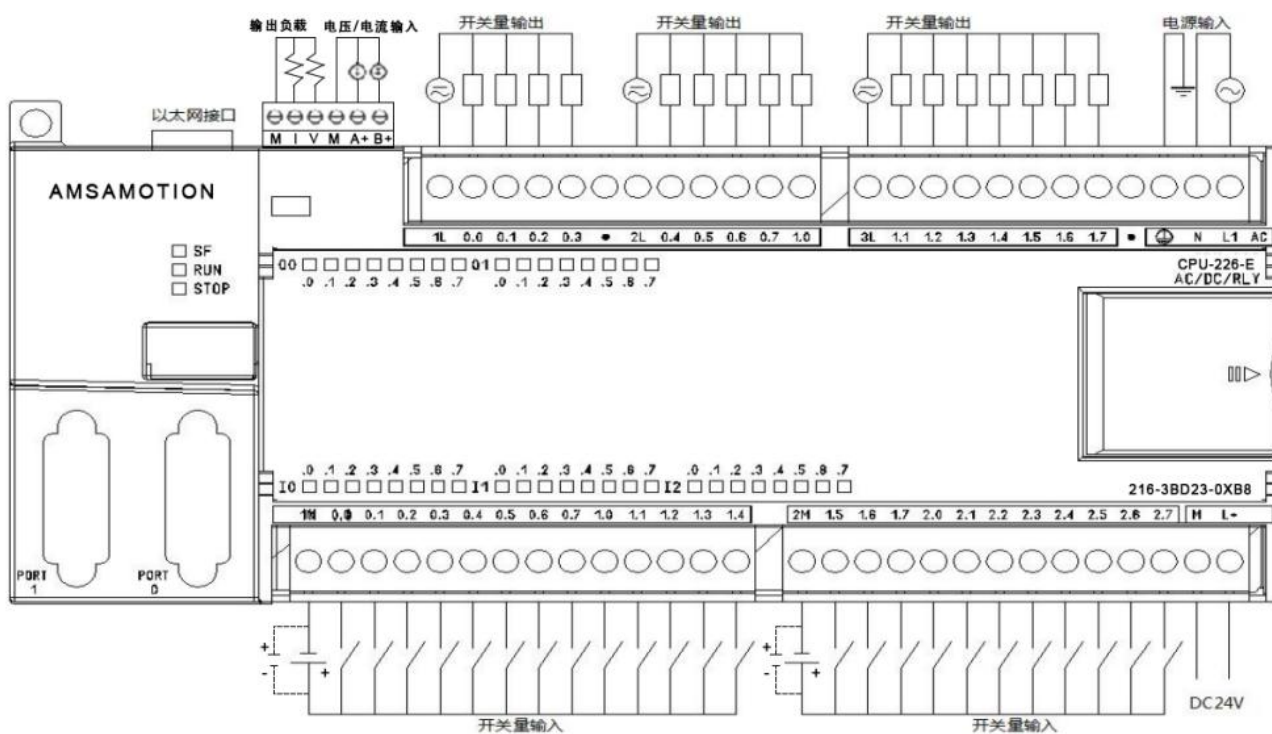 输出负载 电压/电流输入 开关量输出 开关量输出 开关量输出 电源输入
以太网接口
M I V M A+ B+
AMSAMOTION
1L 0.0 0.1 0.2 0.3 • 2L 0.4 0.5 0.6 0.7 1.0 3L 1.1 1.2 1.3 1.4 1.5 1.6 1.7 • N L1 AC
SF
RUN
STOP
Q0 Q1
.0 .1 .2 .3 .4 .5 .6 .7 .0 .1 .2 .3 .4 .5 .6 .7
CPU-226-E
AC/DC/RLY
.0 .1 .2 .3 .4 .5 .6 .7 .0 .1 .2 .3 .4 .5 .6 .7 .0 .1 .2 .3 .4 .5 .6 .7
I0 I1 I2
216-3BD23-0XB8
1M 0.0 0.1 0.2 0.3 0.4 0.5 0.6 0.7 1.0 1.1 1.2 1.3 1.4 2M 1.5 1.6 1.7 2.0 2.1 2.2 2.3 2.4 2.5 2.6 2.7 M L+
PORT 1
PORT 0
+ - + + - +
DC24V
开关量输入 开关量输入